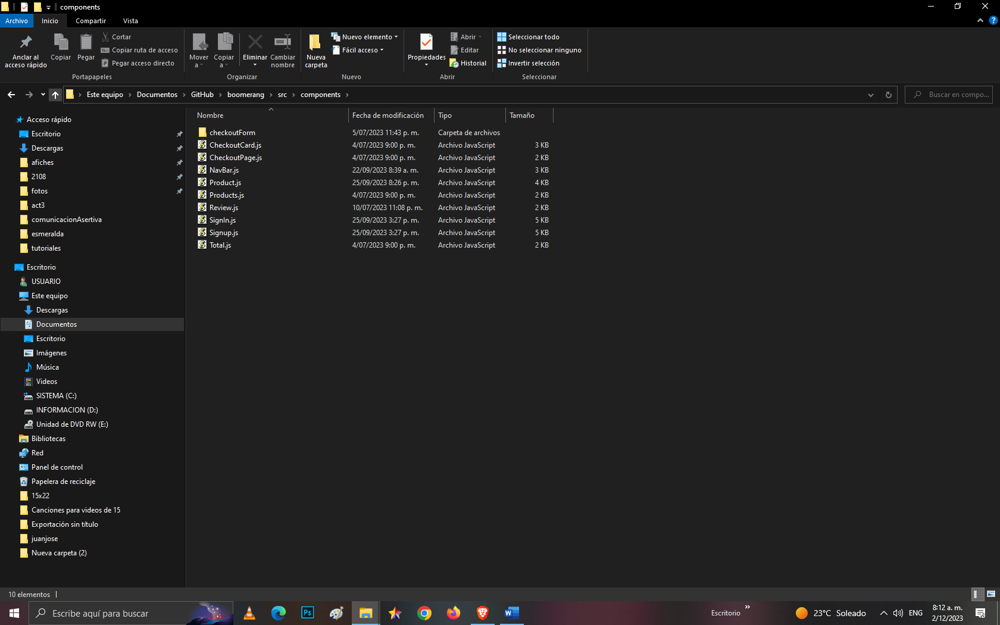 components
Archivo
Inicio
Compartir
Vista
Anclar al
acceso rápido
Copiar
Pegar
Cortar
Copiar ruta de acceso
Pegar acceso directo
Portapapeles
Mover
a
Copiar
a
Eliminar
Cambiar
nombre
Organizar
Nueva
carpeta
Nuevo elemento
Fácil acceso
Nuevo
Propiedades
Abrir
Editar
Historial
Abrir
Seleccionar todo
No seleccionar ninguno
Invertir selección
Seleccionar
Este equipo > Documentos > GitHub > boomerang > src > components >
Buscar en compo...
Acceso rápido
Escritorio
Descargas
afiches
2108
fotos
act3
comunicacionAsertiva
esmeralda
tutoriales
Escritorio
USUARIO
Este equipo
Descargas
Documentos
Escritorio
Imágenes
Música
Videos
SISTEMA (C:)
INFORMACION (D:)
Unidad de DVD RW (E:)
Bibliotecas
Red
Panel de control
Papelera de reciclaje
15x22
Canciones para videos de 15
Exportación sin título
juanjose
Nueva carpeta (2)
Nombre Fecha de modificación Tipo Tamaño
checkoutForm 5/07/2023 11:43 p. m. Carpeta de archivos
CheckoutCard.js 4/07/2023 9:00 p. m. Archivo JavaScript 3 KB
CheckoutPage.js 4/07/2023 9:00 p. m. Archivo JavaScript 2 KB
NavBar.js 22/09/2023 8:39 a. m. Archivo JavaScript 3 KB
Product.js 25/09/2023 8:26 p. m. Archivo JavaScript 4 KB
Products.js 4/07/2023 9:00 p. m. Archivo JavaScript 2 KB
Review.js 10/07/2023 11:08 p. m. Archivo JavaScript 2 KB
SignIn.js 25/09/2023 3:27 p. m. Archivo JavaScript 5 KB
Signup.js 25/09/2023 3:27 p. m. Archivo JavaScript 5 KB
Total.js 4/07/2023 9:00 p. m. Archivo JavaScript 2 KB
10 elementos
Escribe aquí para buscar
Ps
Escritorio
23°C Soleado
ENG
8:12 a. m.
2/12/2023